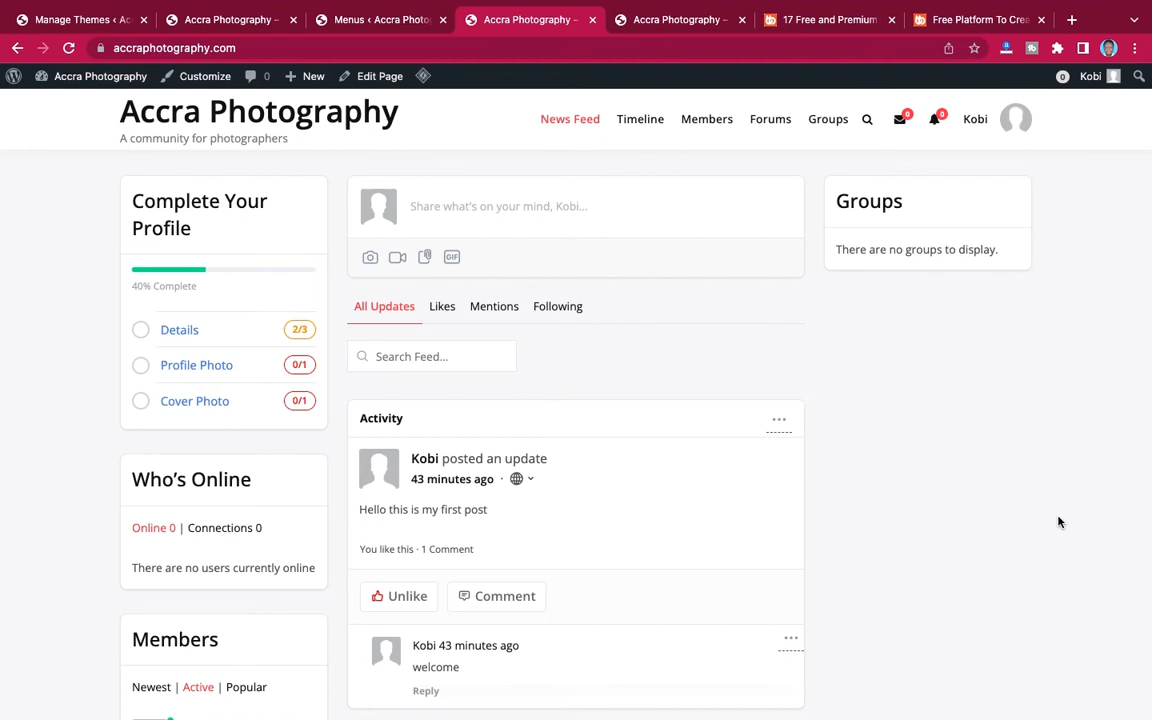 Manage Themes ‹ Ac
Accra Photography –
Menus ‹ Accra Photo
Accra Photography –
Accra Photography –
17 Free and Premium
Free Platform To Crea
accraphotography.com
Accra Photography
Customize
0
New
Edit Page
0
Kobi
Accra Photography
A community for photographers
News Feed
Timeline
Members
Forums
Groups
0
0
Kobi
Complete Your
Profile
40% Complete
Details
2/3
Profile Photo
0/1
Cover Photo
0/1
Who's Online
Online 0 | Connections 0
There are no users currently online
Members
Newest | Active | Popular
Share what's on your mind, Kobi...
GIF
All Updates
Likes
Mentions
Following
Search Feed...
Activity
Kobi posted an update
43 minutes ago ·
Hello this is my first post
You like this · 1 Comment
Unlike
Comment
Kobi 43 minutes ago
welcome
Reply
Groups
There are no groups to display.